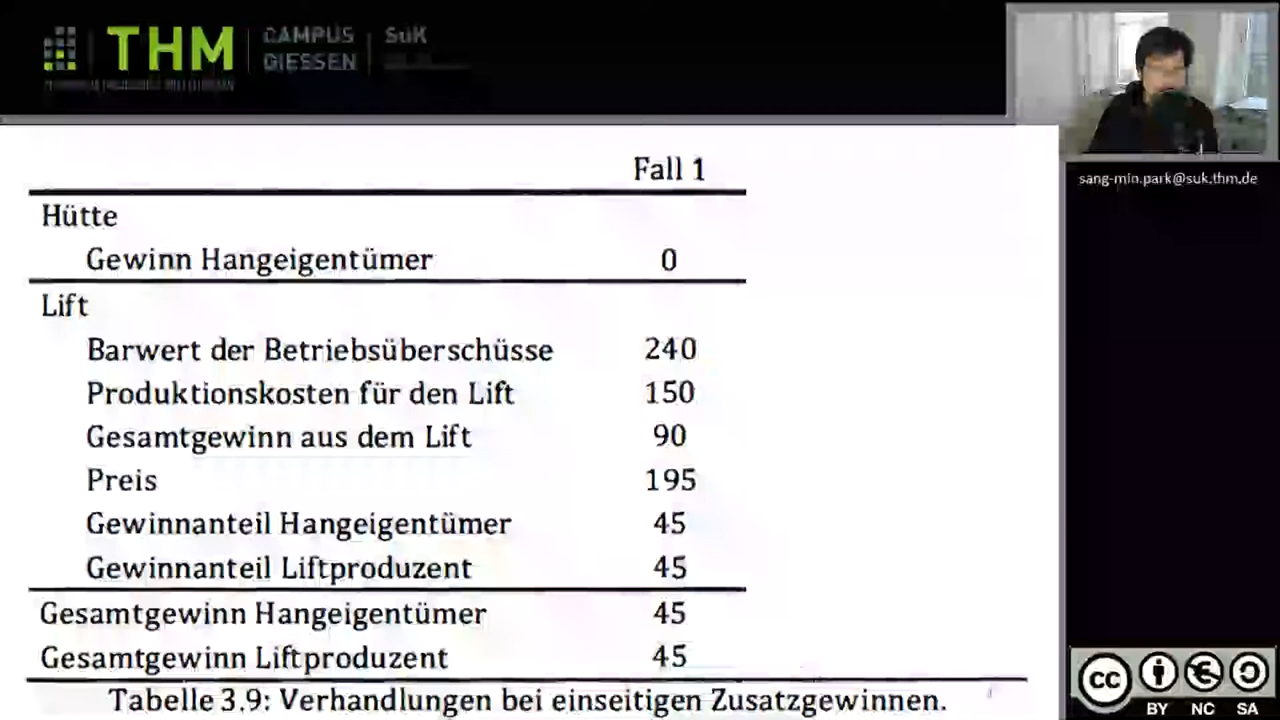 THM
CAMPUS
GIESSEN
SuK
sang-min.park@suk.thm.de
Fall 1
Hütte
Gewinn Hangeigentümer 0
Lift
Barwert der Betriebsüberschüsse 240
Produktionskosten für den Lift 150
Gesamtgewinn aus dem Lift 90
Preis 195
Gewinnanteil Hangeigentümer 45
Gewinnanteil Liftproduzent 45
Gesamtgewinn Hangeigentümer 45
Gesamtgewinn Liftproduzent 45
Tabelle 3.9: Verhandlungen bei einseitigen Zusatzgewinnen.
cc
BY NC SA